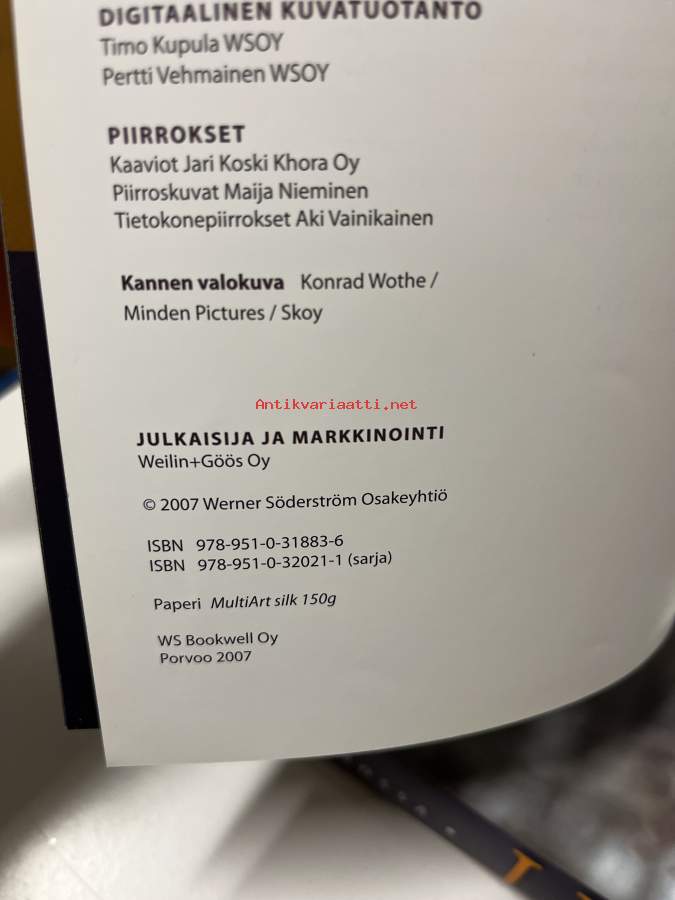 DIGITAALINEN KUVATUOTANTO
Timo Kupula WSOY
Pertti Vehmainen WSOY
PIIRROKSET
Kaaviot Jari Koski Khora Oy
Piirroskuvat Maija Nieminen
Tietokonepiirrokset Aki Vainikainen
Kannen valokuva Konrad Wothe /
Minden Pictures / Skoy
Antikvariaatti.net
JULKAISIJA JA MARKKINOINTI
Weilin+Göös Oy
© 2007 Werner Söderström Osakeyhtiö
ISBN 978-951-0-31883-6
ISBN 978-951-0-32021-1 (sarja)
Paperi MultiArt silk 150g
WS Bookwell Oy
Porvoo 2007